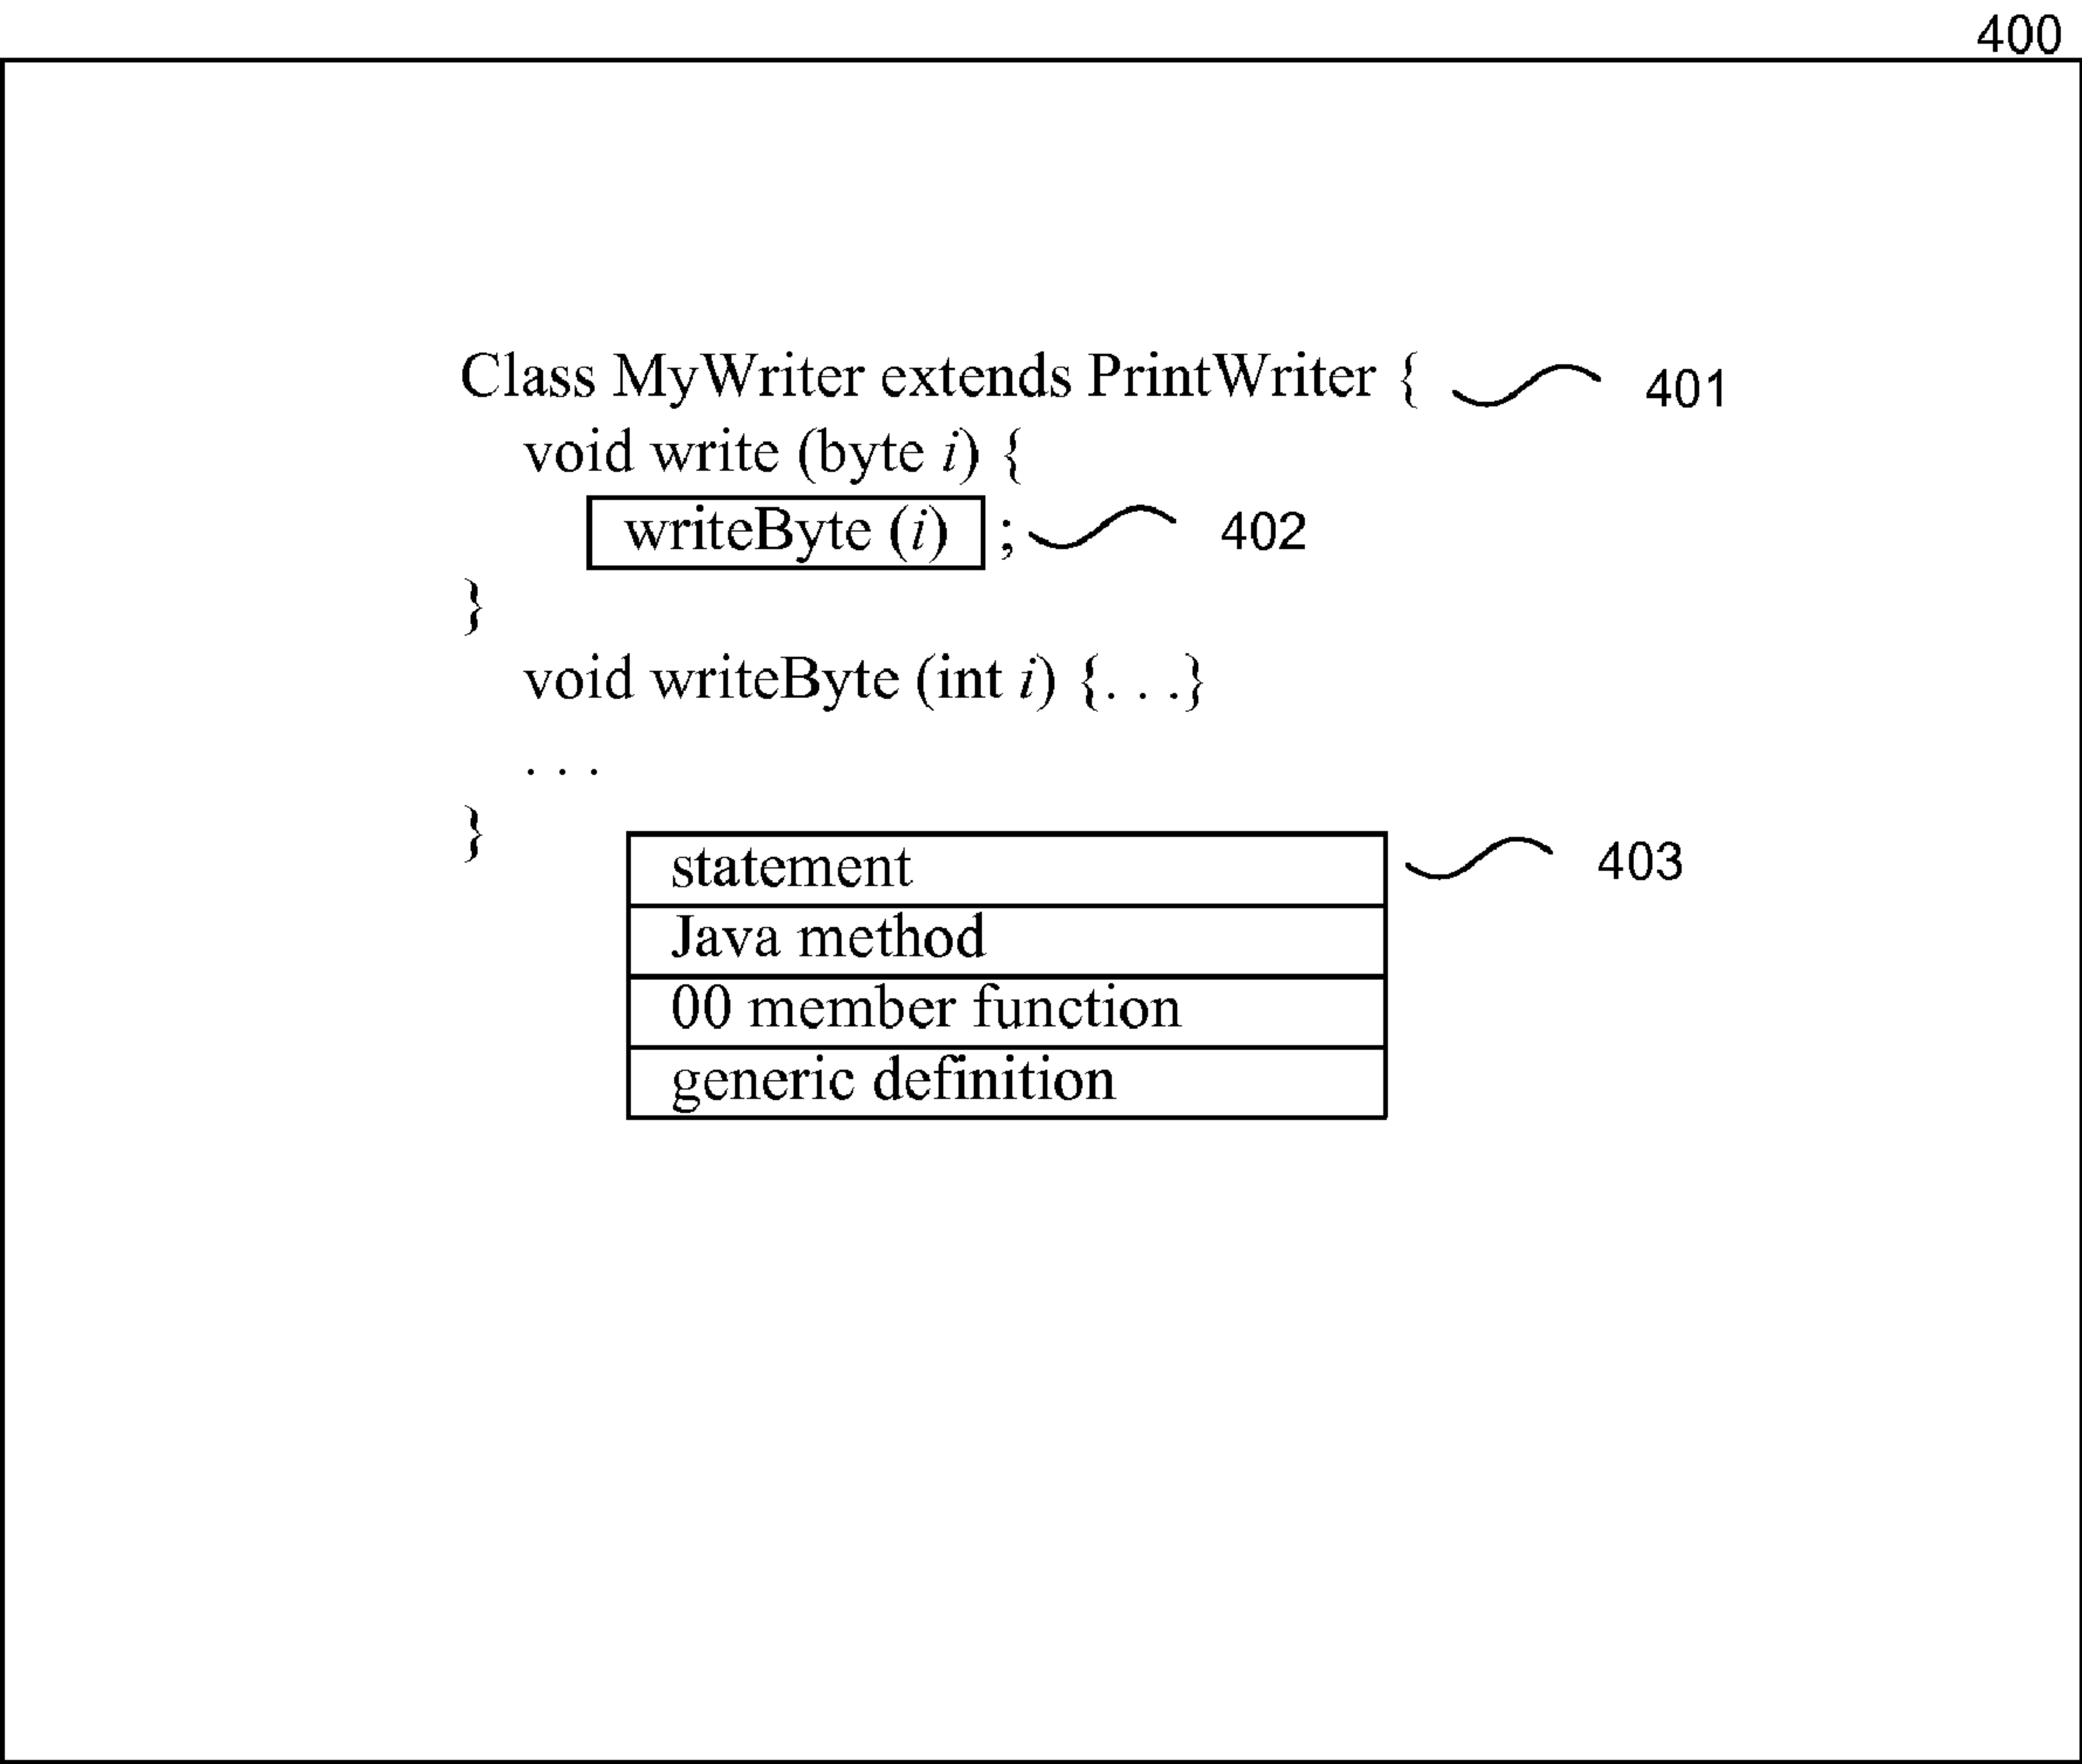 400
Class MyWriter extends PrintWriter { 401
void write (byte i) {
writeByte (i) ; 402
}
void writeByte (int i) {. . .}
. . .
}
statement 403
Java method
00 member function
generic definition